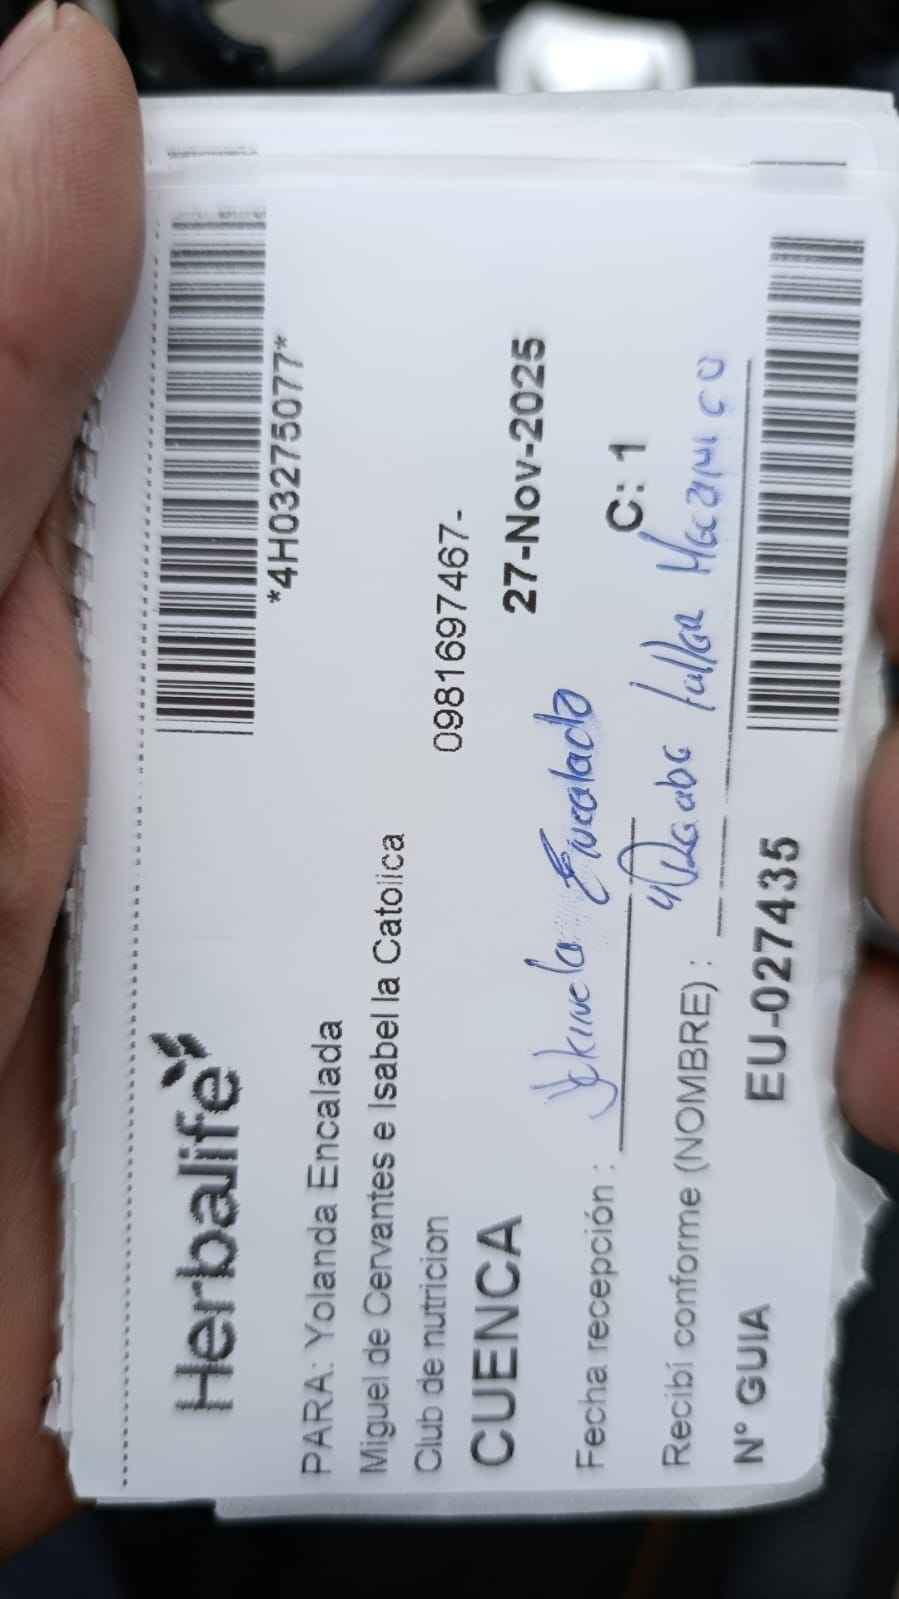 Herbalife
*4H03275077*
PARA: Yolanda Encalada
Miguel de Cervantes e Isabel la Catolica
Club de nutricion
0981697467-
CUENCA
27-Nov-2025
Fecha recepción :
Encalada
C: 1
Recibí conforme (NOMBRE) :
N° GUIA
EU-027435